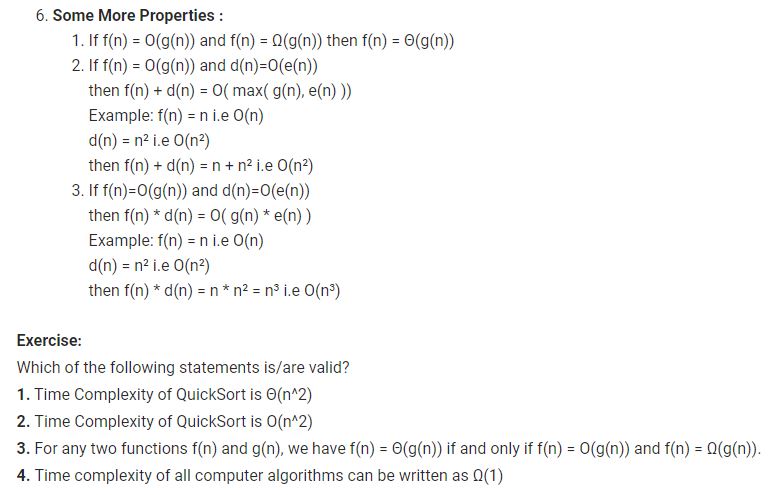 6. Some More Properties :
1. If f(n) = O(g(n)) and f(n) = Ω(g(n)) then f(n) = Θ(g(n))
2. If f(n) = O(g(n)) and d(n)=O(e(n))
then f(n) + d(n) = O( max( g(n), e(n) ))
Example: f(n) = n i.e O(n)
d(n) = n² i.e O(n²)
then f(n) + d(n) = n + n² i.e O(n²)
3. If f(n)=O(g(n)) and d(n)=O(e(n))
then f(n) * d(n) = O( g(n) * e(n) )
Example: f(n) = n i.e O(n)
d(n) = n² i.e O(n²)
then f(n) * d(n) = n * n² = n³ i.e O(n³)
Exercise:
Which of the following statements is/are valid?
1. Time Complexity of QuickSort is Θ(n^2)
2. Time Complexity of QuickSort is O(n^2)
3. For any two functions f(n) and g(n), we have f(n) = Θ(g(n)) if and only if f(n) = O(g(n)) and f(n) = Ω(g(n)).
4. Time complexity of all computer algorithms can be written as Ω(1)